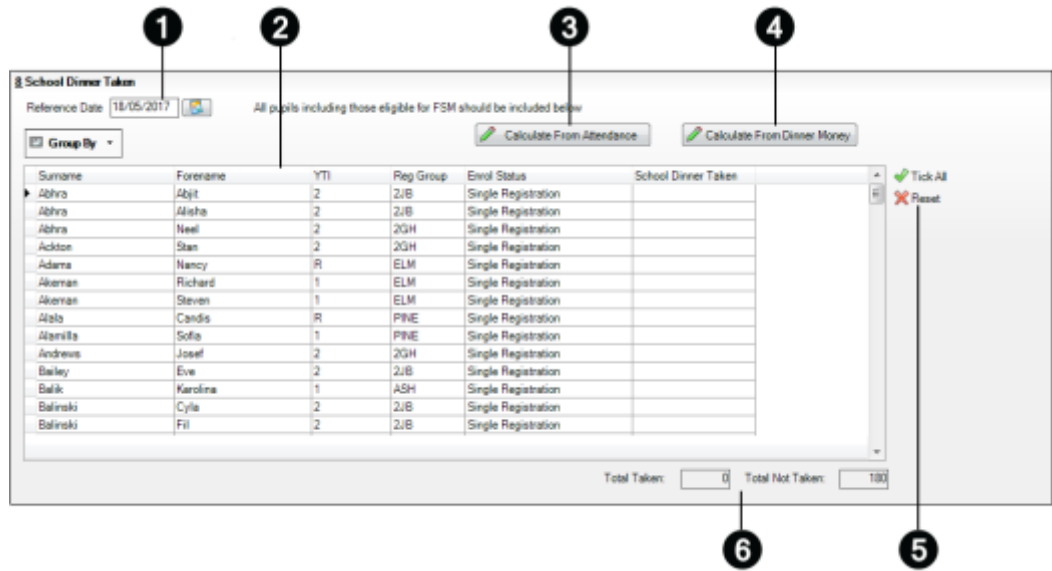 1 2 3 4
8 School Dinner Taken
Reference Date 18/05/2017 All pupils including those eligible for FSM should be included below
Group By Calculate From Attendance Calculate From Dinner Money
Surname Forename YTI Reg Group Enrol Status School Dinner Taken Tick All
Abhra Abjit 2 2JB Single Registration Reset
Abhra Alisha 2 2JB Single Registration
Abhra Neel 2 2GH Single Registration
Ackton Stan 2 2GH Single Registration
Adams Nancy R ELM Single Registration
Akeman Richard 1 ELM Single Registration
Akeman Steven 1 ELM Single Registration
Alala Candis R PINE Single Registration
Alamilla Sofia 1 PINE Single Registration
Andrews Josef 2 2GH Single Registration
Bailey Eve 2 2JB Single Registration
Balik Karolina 1 ASH Single Registration
Balinski Cyla 2 2JB Single Registration
Balinski Fil 2 2JB Single Registration
Total Taken: 0 Total Not Taken: 180
6 5